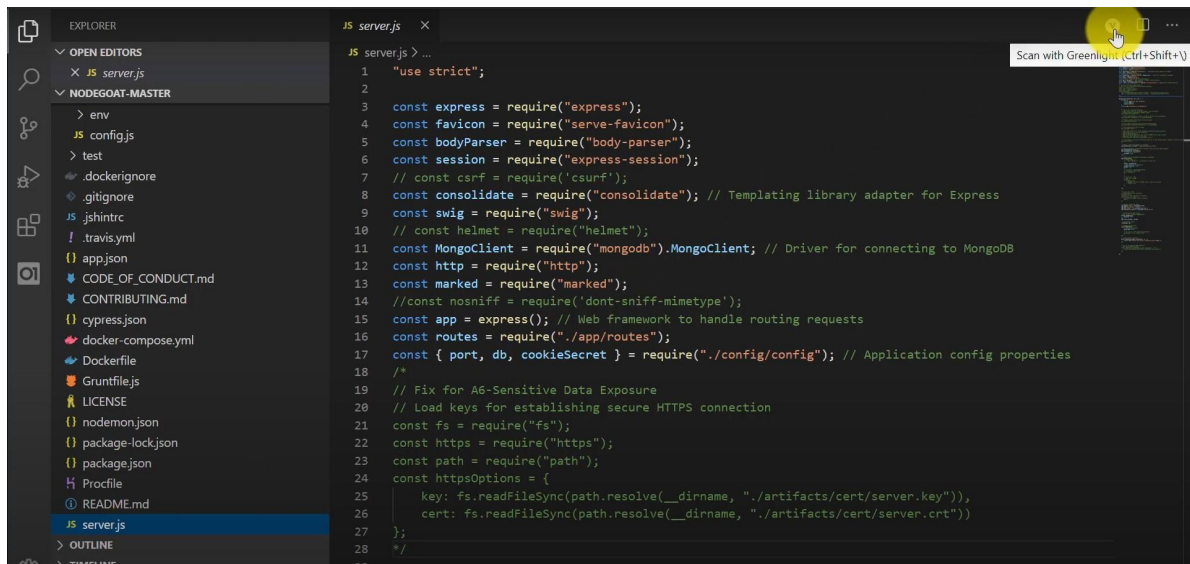 EXPLORER
OPEN EDITORS
JS server.js
NODEGOAT-MASTER
env
JS config.js
test
.dockerignore
.gitignore
JS .jshintrc
! .travis.yml
{} app.json
CODE_OF_CONDUCT.md
CONTRIBUTING.md
{} cypress.json
docker-compose.yml
Dockerfile
Gruntfile.js
LICENSE
{} nodemon.json
{} package-lock.json
{} package.json
Procfile
README.md
JS server.js
OUTLINE
TIMELINE
JS server.js
JS server.js > ...
Scan with Greenlight (Ctrl+Shift+\)
1 "use strict";
2
3 const express = require("express");
4 const favicon = require("serve-favicon");
5 const bodyParser = require("body-parser");
6 const session = require("express-session");
7 // const csrf = require('csurf');
8 const consolidate = require("consolidate"); // Templating library adapter for Express
9 const swig = require("swig");
10 // const helmet = require("helmet");
11 const MongoClient = require("mongodb").MongoClient; // Driver for connecting to MongoDB
12 const http = require("http");
13 const marked = require("marked");
14 //const nosniff = require('dont-sniff-mimetype');
15 const app = express(); // Web framework to handle routing requests
16 const routes = require("./app/routes");
17 const { port, db, cookieSecret } = require("./config/config"); // Application config properties
18 /*
19 // Fix for A6-Sensitive Data Exposure
20 // Load keys for establishing secure HTTPS connection
21 const fs = require("fs");
22 const https = require("https");
23 const path = require("path");
24 const httpsOptions = {
25 key: fs.readFileSync(path.resolve(__dirname, "./artifacts/cert/server.key")),
26 cert: fs.readFileSync(path.resolve(__dirname, "./artifacts/cert/server.crt"))
27 };
28 */